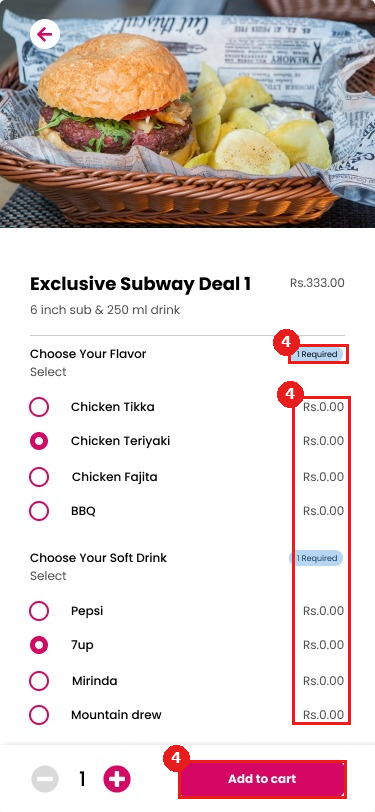 Exclusive Subway Deal 1 Rs.333.00
6 inch sub & 250 ml drink
4
Choose Your Flavor 1 Required
Select
4
Chicken Tikka Rs.0.00
Chicken Teriyaki Rs.0.00
Chicken Fajita Rs.0.00
BBQ Rs.0.00
Choose Your Soft Drink 1 Required
Select
Pepsi Rs.0.00
7up Rs.0.00
Mirinda Rs.0.00
Mountain drew Rs.0.00
4
1 Add to cart